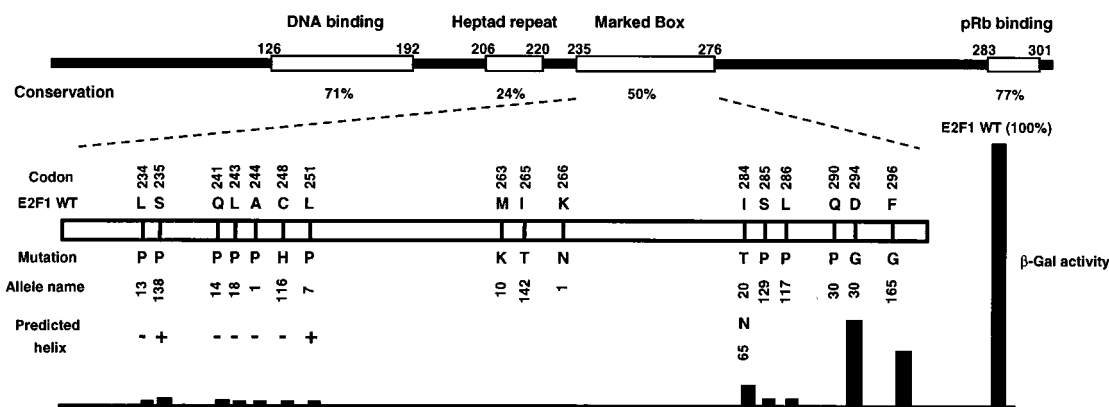 DNA binding Heptad repeat Marked Box pRb binding
126 192 206 220 235 276 283 301
Conservation 71% 24% 50% 77%
E2F1 WT (100%)
Codon 234 235 241 243 244 248 251 263 265 266 284 285 286 290 294 296
E2F1 WT L S Q L A C L M I K I S L Q D F
Mutation P P P P P H P K T N T P P P G G
β-Gal activity
Allele name 13 138 14 18 1 116 7 10 142 1 20 129 117 30 30 165
Predicted N
helix - + - - - - + 65